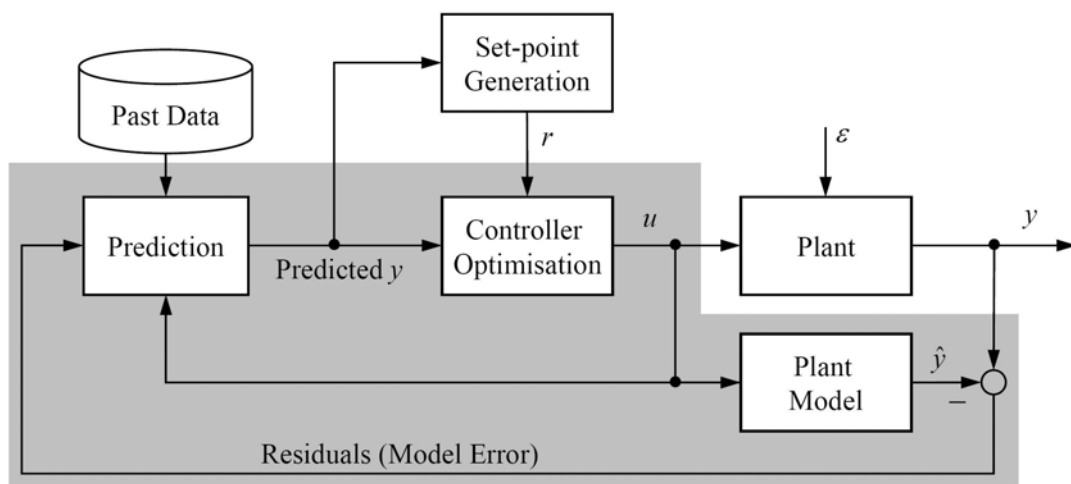 Set-point
Generation
Past Data
r
ε
Prediction
Predicted y
Controller
Optimisation
u
Plant
y
Plant
Model
ŷ
−
Residuals (Model Error)